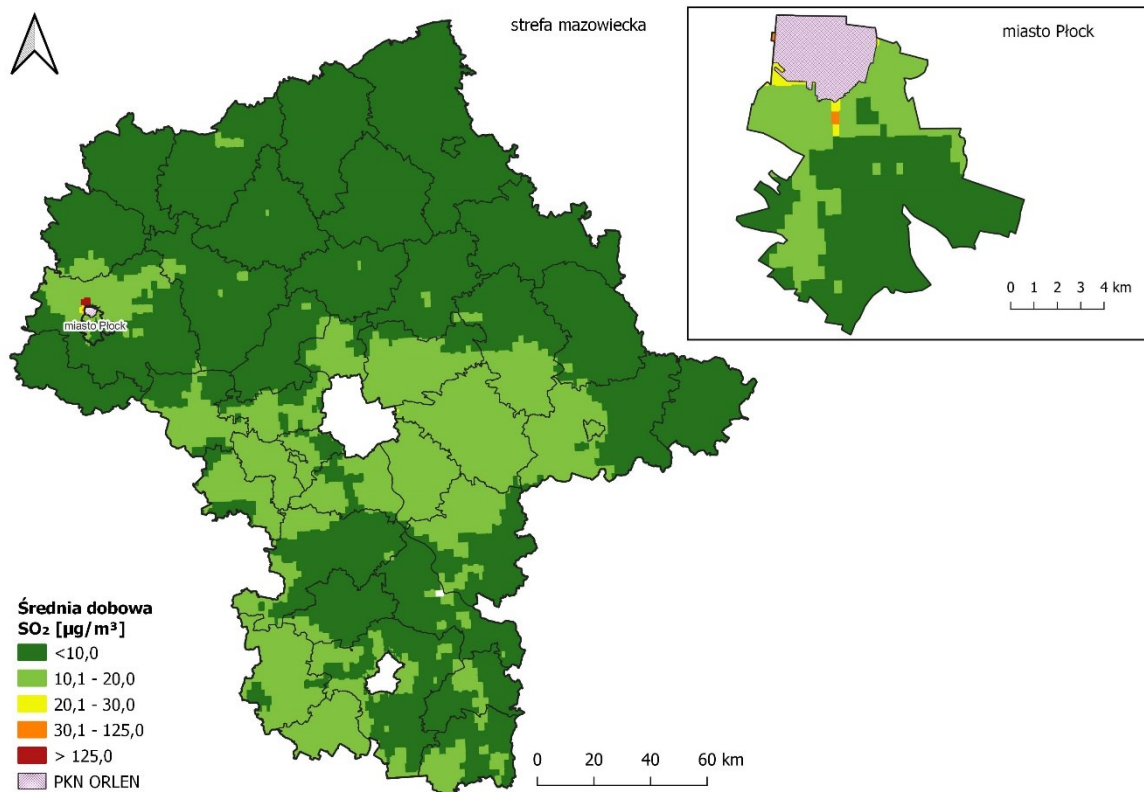 strefa mazowiecka
miasto Płock
0 1 2 3 4 km
miasto Płock
Średnia dobowa
SO₂ [µg/m³]
<10,0
10,1 - 20,0
20,1 - 30,0
30,1 - 125,0
> 125,0
PKN ORLEN
0 20 40 60 km